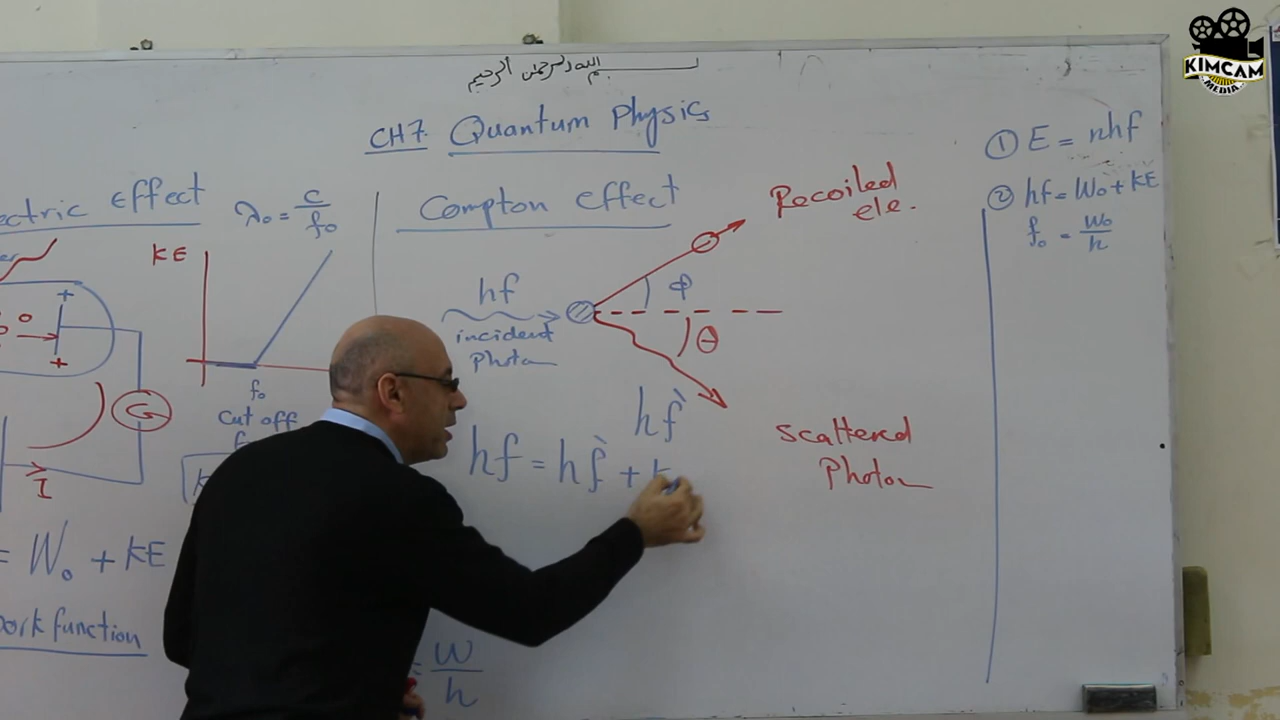 بسم الله الرحمن الرحيم
CH7. Quantum Physics
ectric Effect
λ₀ = c/f₀
KE
f₀
Cut off
+
+
G
I
= W₀ + KE
work function
Compton effect
hf
incident
Photon
Recoiled
ele.
φ
θ
hf`
Scattered
Photon
hf = hf` + k
= W/h
① E = nhf
② hf = W₀ + KE
f₀ = W₀/h
KIMCAM
MEDIA